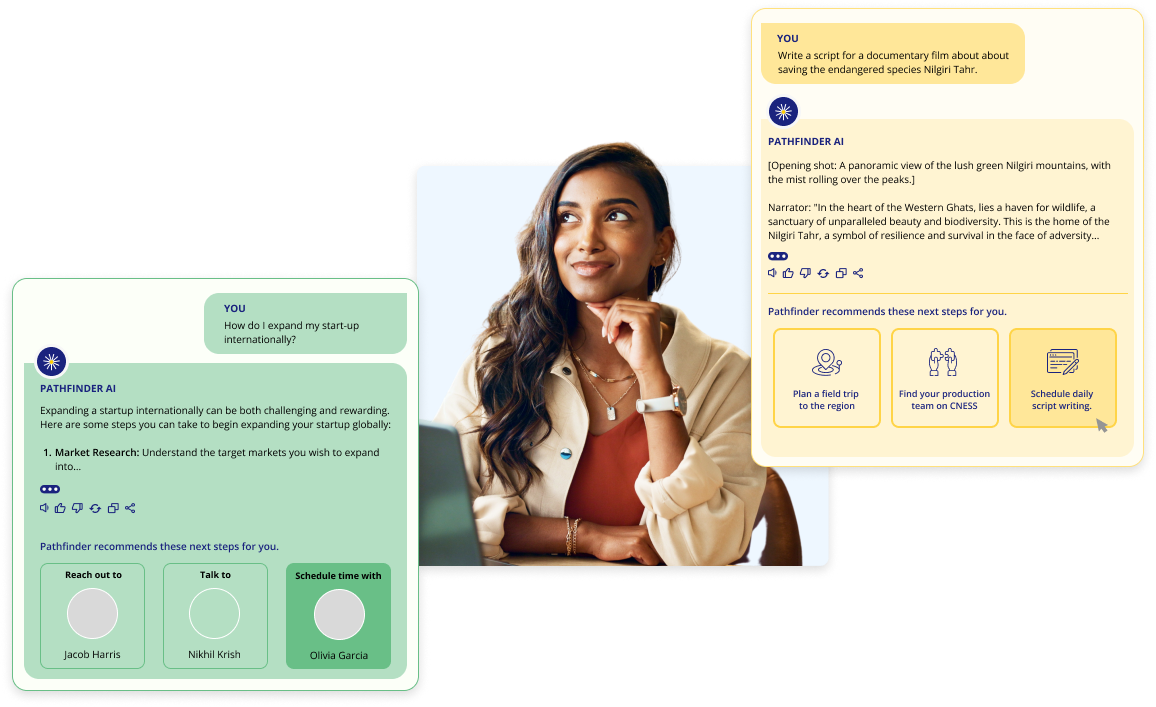 YOU
Write a script for a documentary film about about
saving the endangered species Nilgiri Tahr.
PATHFINDER AI
[Opening shot: A panoramic view of the lush green Nilgiri mountains, with
the mist rolling over the peaks.]
Narrator: "In the heart of the Western Ghats, lies a haven for wildlife, a
sanctuary of unparalleled beauty and biodiversity. This is the home of the
Nilgiri Tahr, a symbol of resilience and survival in the face of adversity...
Pathfinder recommends these next steps for you.
Plan a field trip
to the region
Find your production
team on CNESS
Schedule daily
script writing.
YOU
How do I expand my start-up
internationally?
PATHFINDER AI
Expanding a startup internationally can be both challenging and rewarding.
Here are some steps you can take to begin expanding your startup globally:
1. Market Research: Understand the target markets you wish to expand
into...
Pathfinder recommends these next steps for you.
Reach out to
Jacob Harris
Talk to
Nikhil Krish
Schedule time with
Olivia Garcia